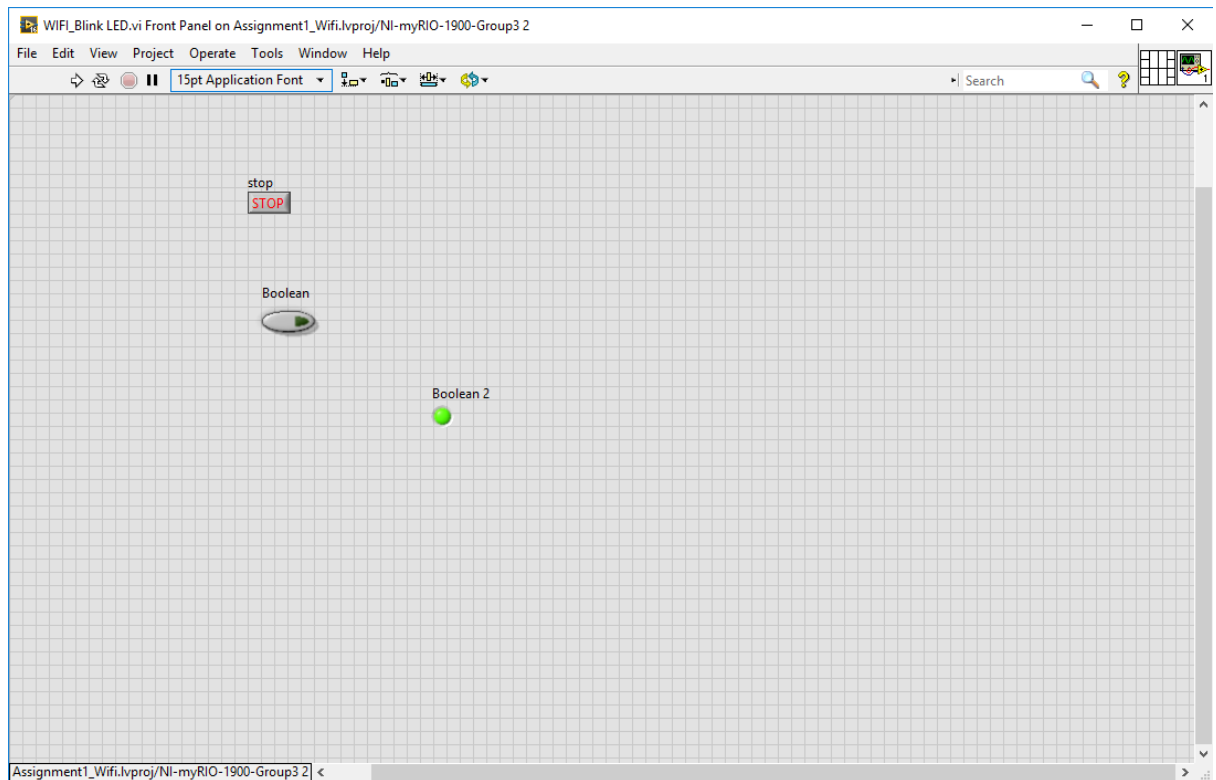 WIFI_Blink LED.vi Front Panel on Assignment1_Wifi.lvproj/NI-myRIO-1900-Group3 2
File Edit View Project Operate Tools Window Help
15pt Application Font Search ? 1
stop
STOP
Boolean
Boolean 2
Assignment1_Wifi.lvproj/NI-myRIO-1900-Group3 2